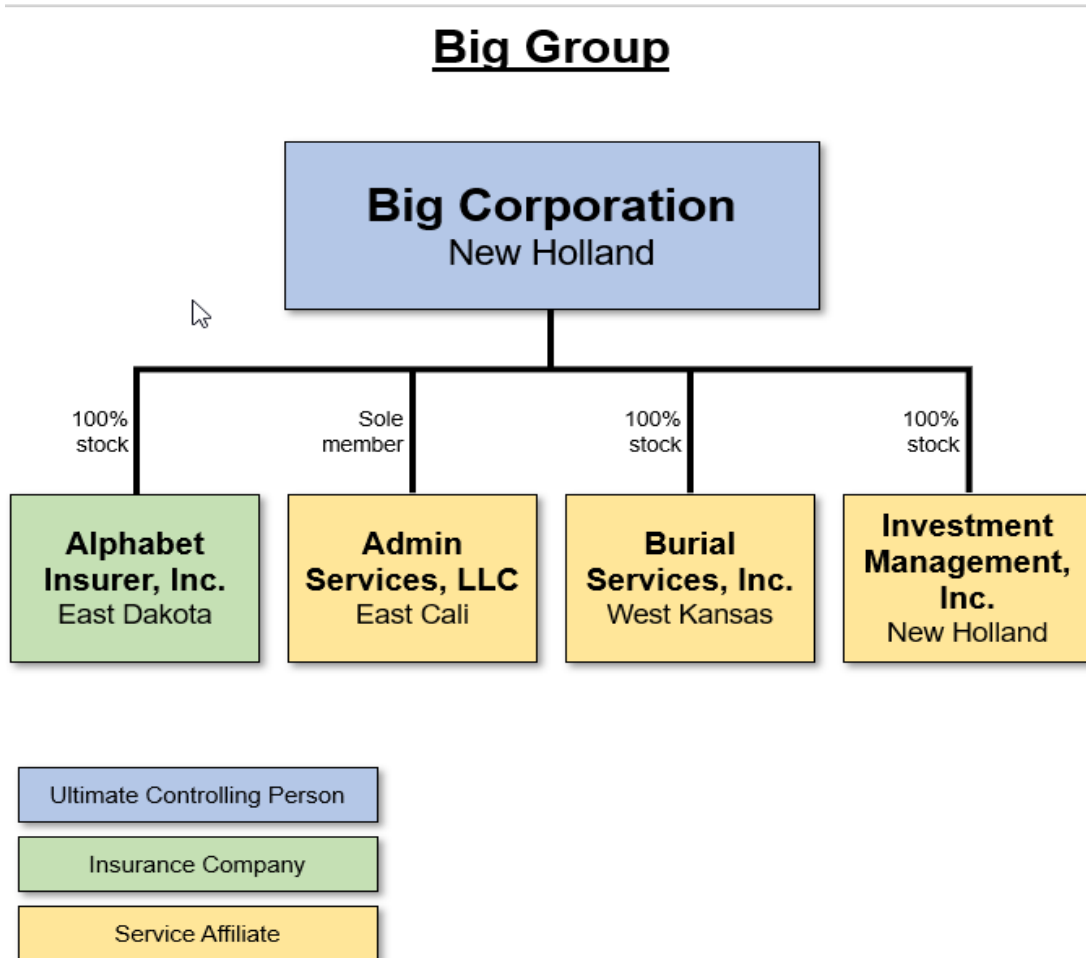 Big Group
Big Corporation
New Holland
100%
stock
Sole
member
100%
stock
100%
stock
Alphabet
Insurer, Inc.
East Dakota
Admin
Services, LLC
East Cali
Burial
Services, Inc.
West Kansas
Investment
Management,
Inc.
New Holland
Ultimate Controlling Person
Insurance Company
Service Affiliate